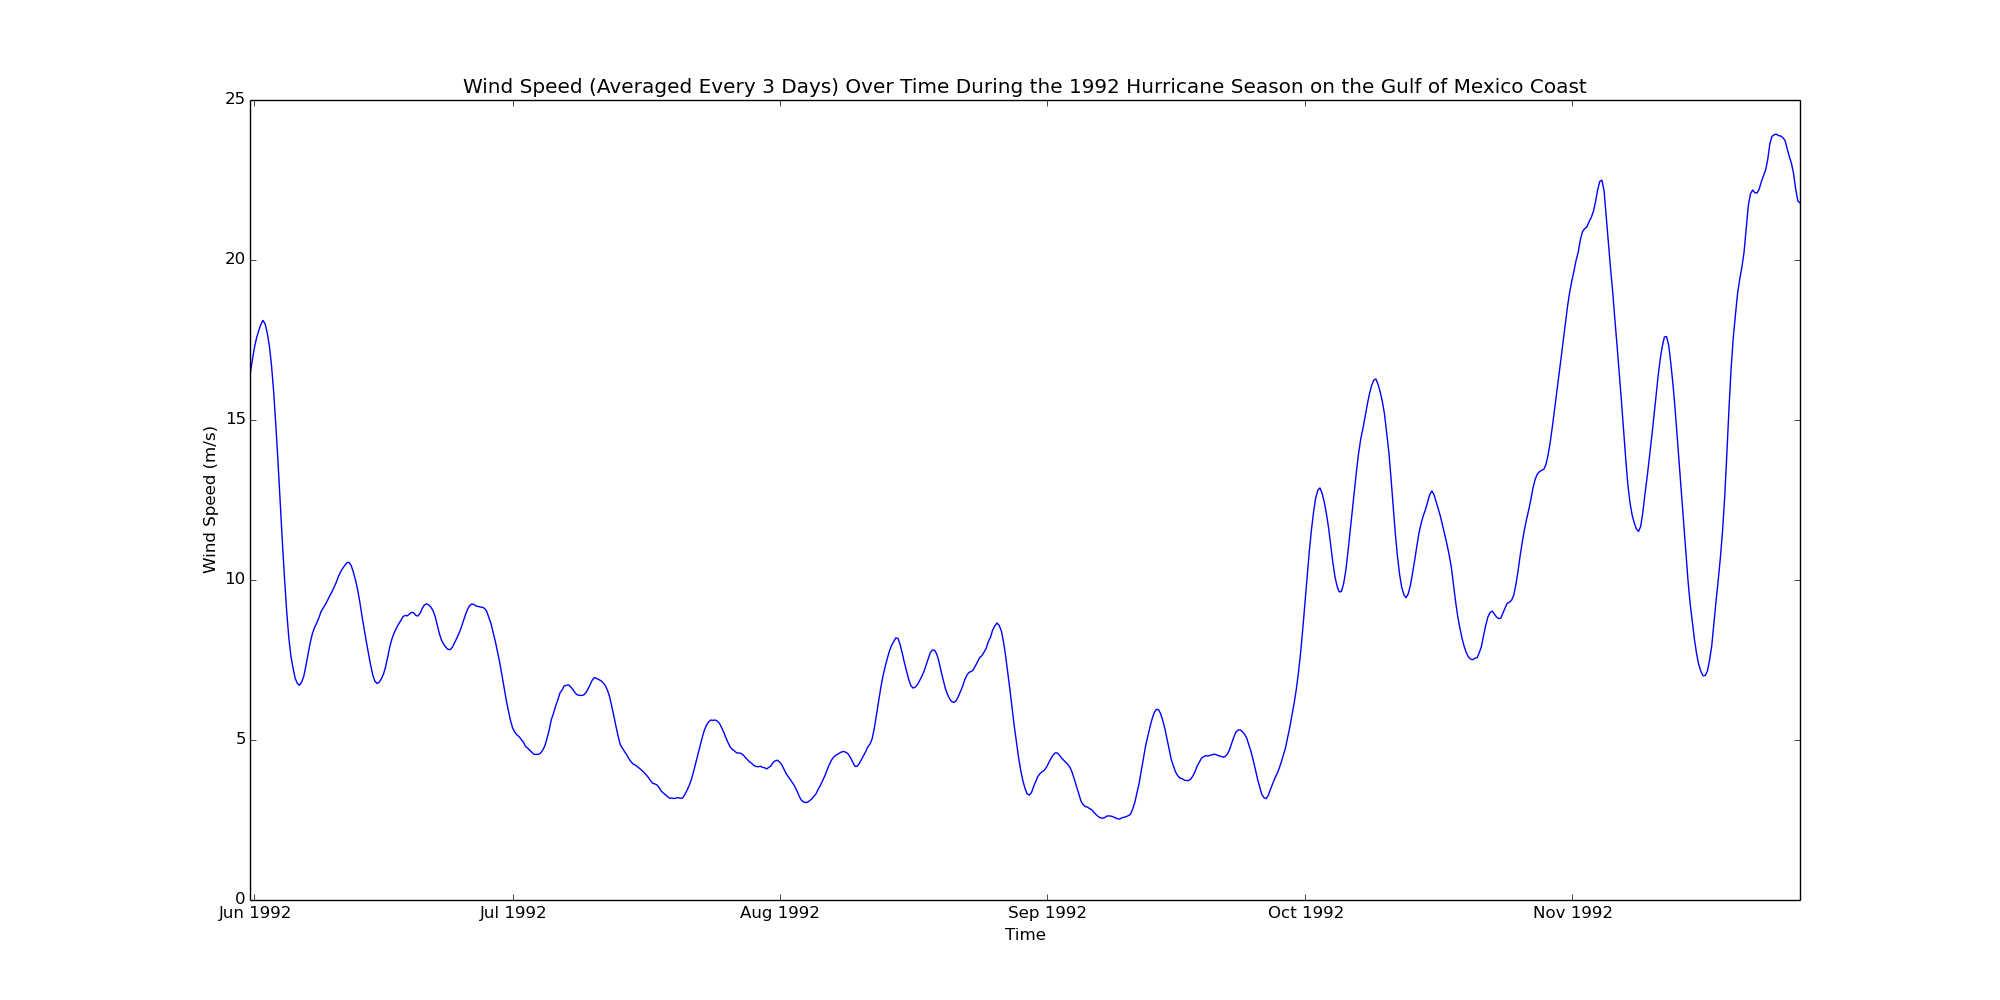 Wind Speed (Averaged Every 3 Days) Over Time During the 1992 Hurricane Season on the Gulf of Mexico Coast
25
20
15
10
5
0
Wind Speed (m/s)
Jun 1992 Jul 1992 Aug 1992 Sep 1992 Oct 1992 Nov 1992
Time